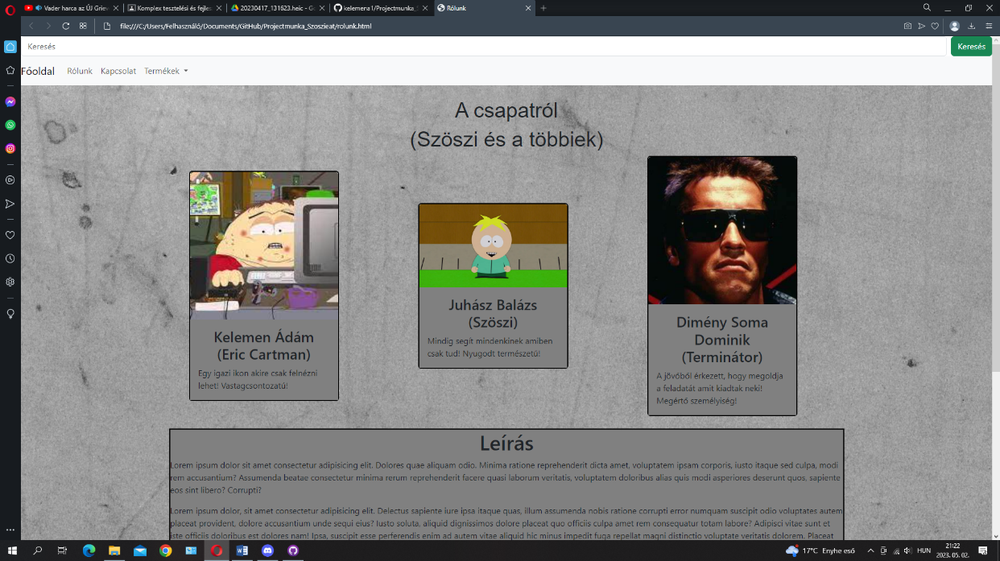 Vader harca az ÚJ Griev
Komplex tesztelési és fejles
20230417_131623.heic - Go
kelemena1/Projectmunka_S
Rólunk
file:///C:/Users/Felhasználó/Documents/GitHub/Projectmunka_Szoszieat/rolunk.html
Keresés
Keresés
Főoldal Rólunk Kapcsolat Termékek
A csapatról
(Szöszi és a többiek)
Kelemen Ádám
(Eric Cartman)
Egy igazi ikon akire csak felnézni
lehet! Vastagcsontozatú!
Juhász Balázs
(Szöszi)
Mindig segít mindenkinek amiben
csak tud! Nyugodt természetű!
Dimény Soma
Dominik
(Terminátor)
A jövőből érkezett, hogy megoldja
a feladatát amit kiadtak neki!
Megértő személyiség!
Leírás
Lorem ipsum dolor sit amet consectetur adipisicing elit. Dolores quae aliquam odio. Minima ratione reprehenderit dicta amet, voluptatem ipsam corporis, iusto itaque sed culpa, modi
rem accusantium? Assumenda beatae consectetur minima rerum reprehenderit facere quasi laborum veritatis, voluptatem doloribus alias quis modi asperiores deserunt quos, sapiente
eos sint libero? Corrupti?
Lorem ipsum dolor, sit amet consectetur adipisicing elit. Delectus sapiente iure ipsa itaque quas, illum assumenda nobis ratione corrupti error numquam suscipit odio voluptates autem
placeat provident, dolore accusantium unde sequi eius? Iusto soluta, aliquid dignissimos dolore placeat quo officiis culpa amet rem consequatur totam labore? Adipisci vitae sunt et
iste officiis doloribus est dolores nam! Ipsa, suscipit esse perferendis enim ad autem vitae aliquid hic minus impedit fuga repellat magni distinctio voluptate veritatis dolorem. Placeat
17°C Enyhe eső
HUN
21:22
2023. 05. 02.